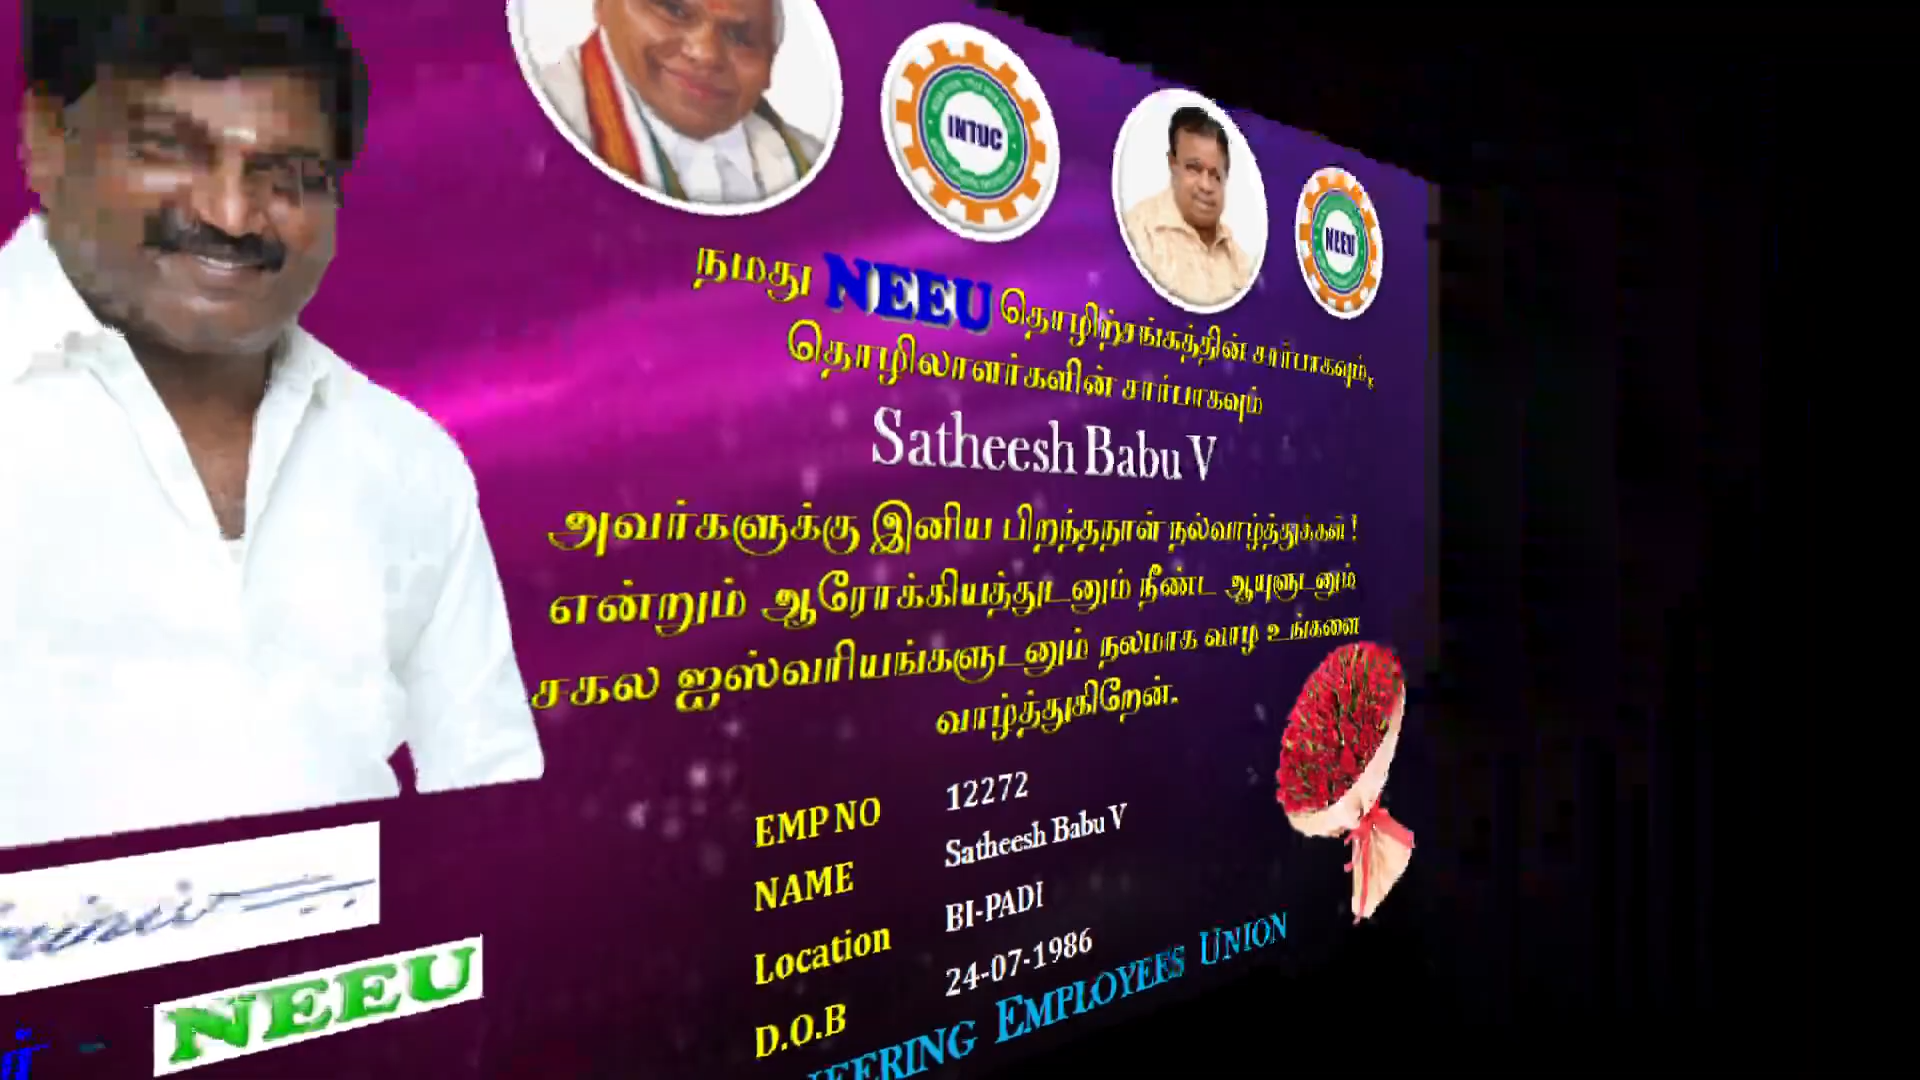 INTUC
NEEU
நமது NEEU தொழிற்சங்கத்தின் சார்பாகவும்,
தொழிலாளர்களின் சார்பாகவும்
Satheesh Babu V
அவர்களுக்கு இனிய பிறந்தநாள் நல்வாழ்த்துக்கள் !
என்றும் ஆரோக்கியத்துடனும் நீண்ட ஆயுளுடனும்
சகல ஐஸ்வரியங்களுடனும் நலமாக வாழ உங்களை
வாழ்த்துகிறேன்.
EMP NO 12272
NAME Satheesh Babu V
Location BI-PADI
D.O.B 24-07-1986
NEEU
EMPLOYEES UNION